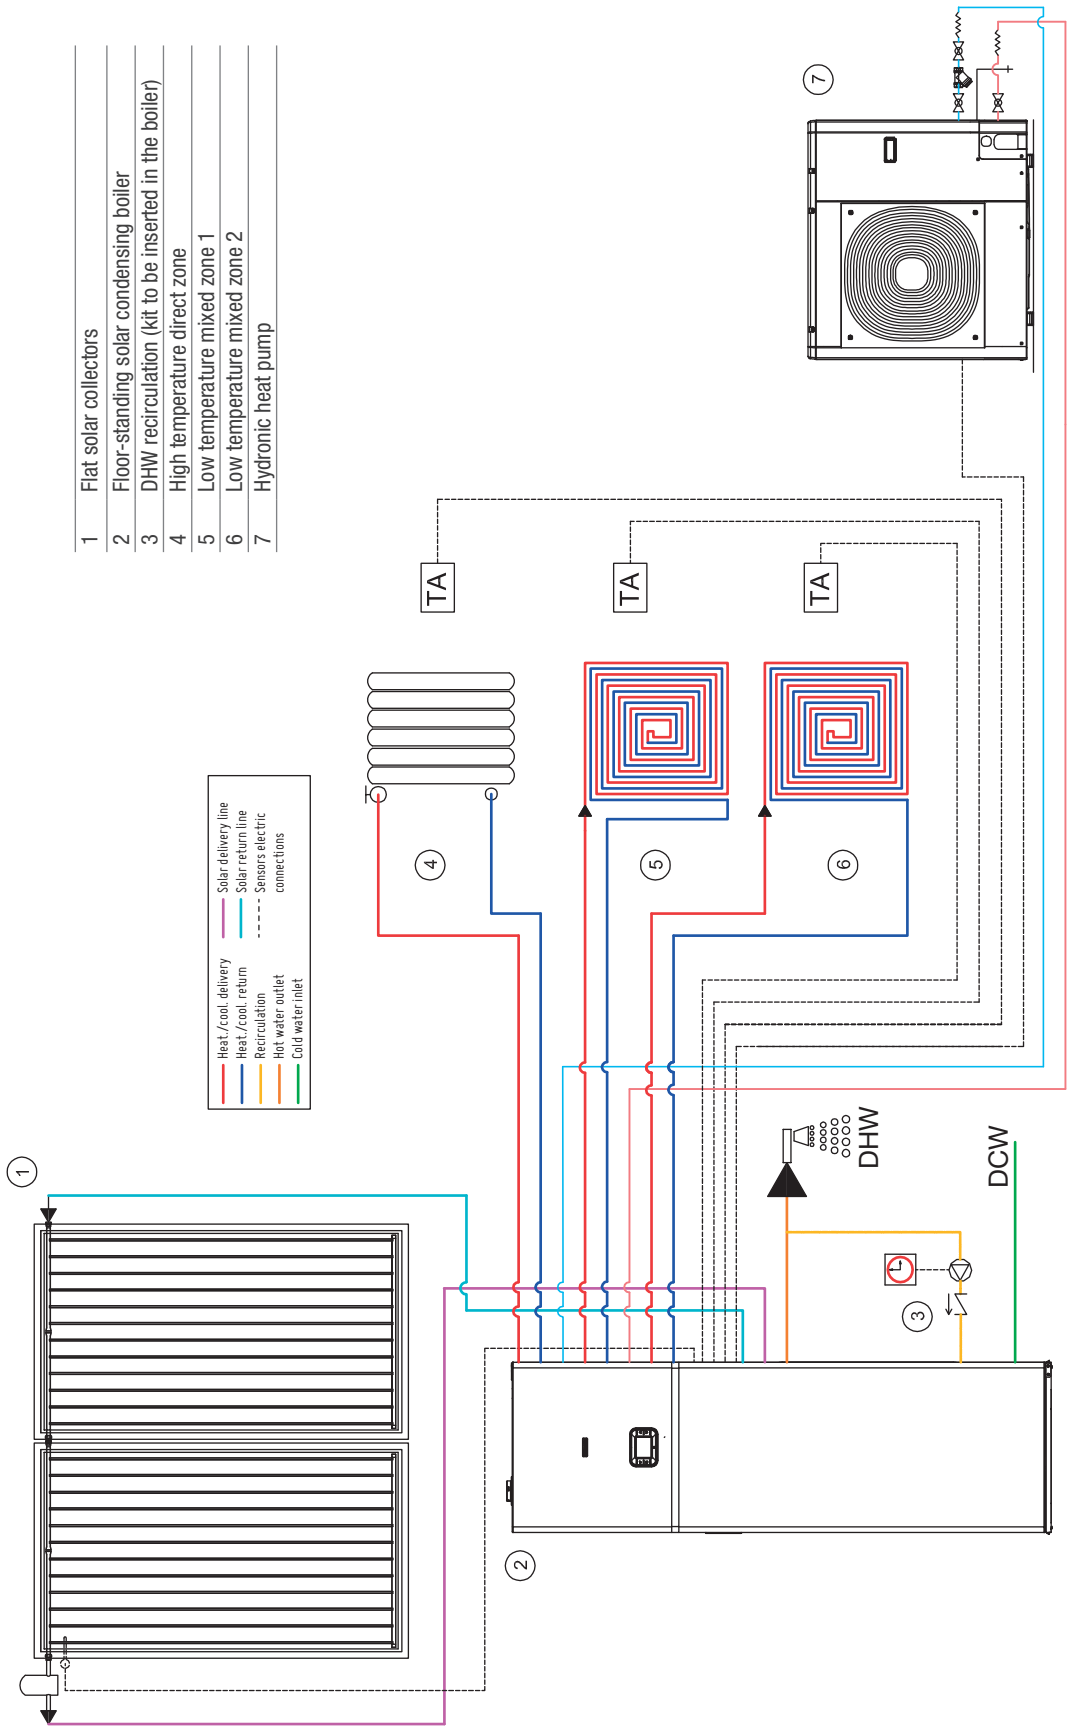 1 Flat solar collectors
2 Floor-standing solar condensing boiler
3 DHW recirculation (kit to be inserted in the boiler)
4 High temperature direct zone
5 Low temperature mixed zone 1
6 Low temperature mixed zone 2
7 Hydronic heat pump
Heat./cool. delivery
Heat./cool. return
Recirculation
Hot water outlet
Cold water inlet
Solar delivery line
Solar return line
Sensors electric
connections
1
2
3
4
5
6
7
TA
TA
TA
DHW
DCW